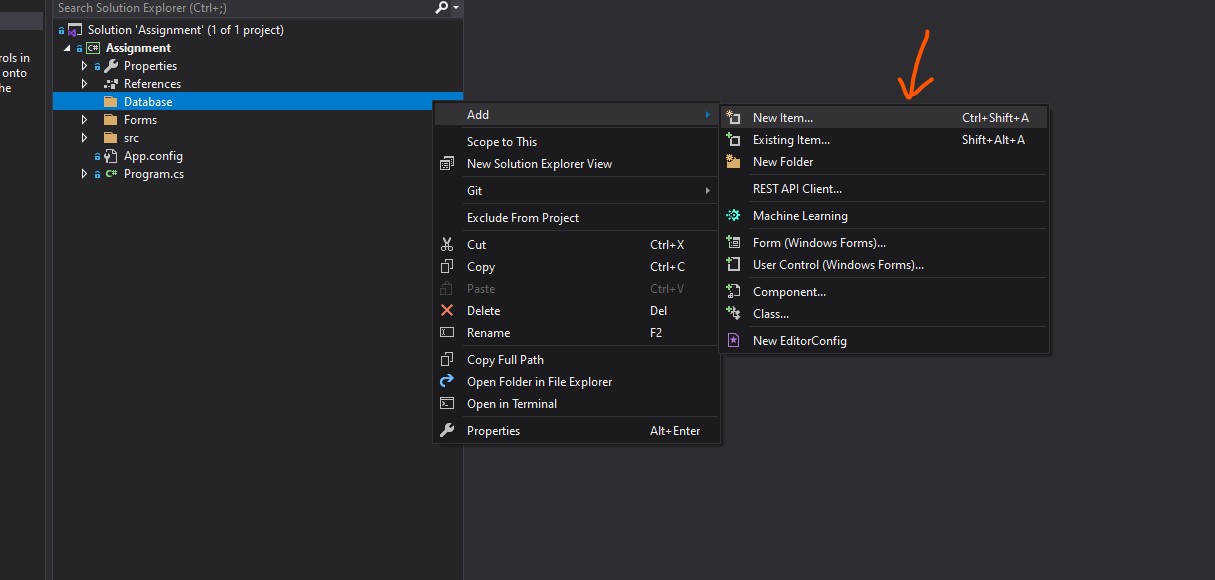 Search Solution Explorer (Ctrl+;)
Solution 'Assignment' (1 of 1 project)
C# Assignment
rols in
onto
he
Properties
References
Database
Forms
src
App.config
C# Program.cs
Add
Scope to This
New Solution Explorer View
Git
Exclude From Project
Cut Ctrl+X
Copy Ctrl+C
Paste Ctrl+V
Delete Del
Rename F2
Copy Full Path
Open Folder in File Explorer
Open in Terminal
Properties Alt+Enter
New Item... Ctrl+Shift+A
Existing Item... Shift+Alt+A
New Folder
REST API Client...
Machine Learning
Form (Windows Forms)...
User Control (Windows Forms)...
Component...
Class...
New EditorConfig